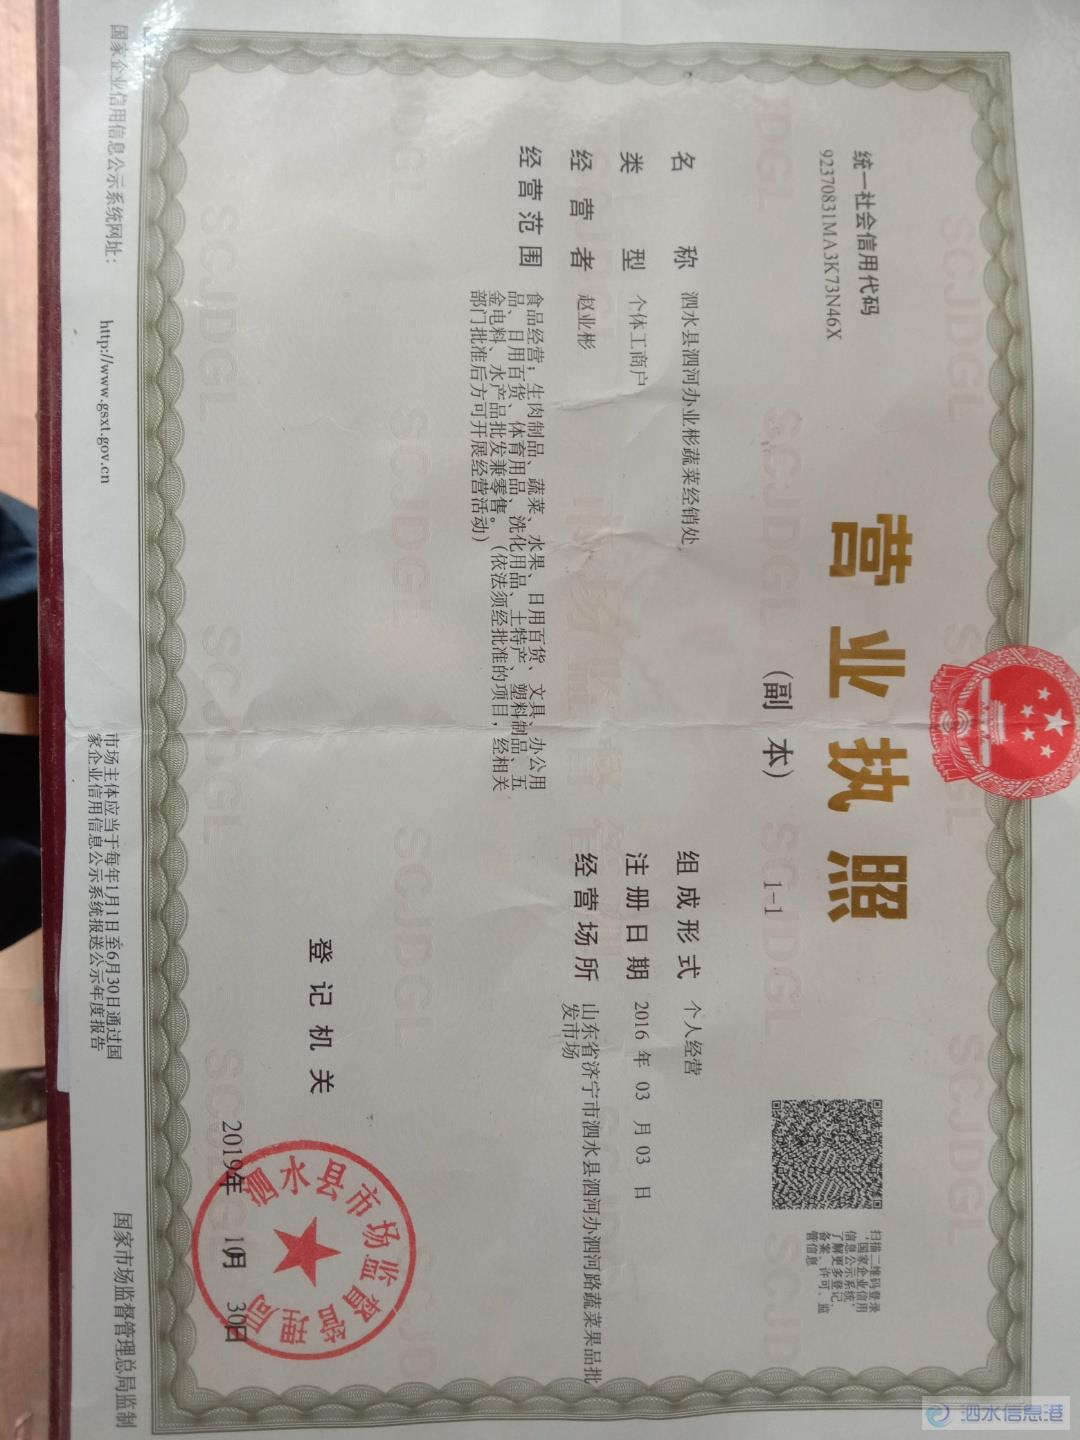 统一社会信用代码
92370831MA3K73N46X
营业执照
（副 本）
1-1
扫描二维码登录
‘国家企业信用
信息公示系统’
了解更多登记、
备案、许可、监
管信息
名 称 泗水县泗河办业彬蔬菜经销处
类 型 个体工商户
经 营 者 赵业彬
经营范围 食品经营；生肉制品、蔬菜、水果、日用百货、文具、办公用
品、日用百货、体育用品、洗化用品、土特产、塑料制品、五
金电料、水产品批发兼零售。（依法须经批准的项目，经相关
部门批准后方可开展经营活动）
组成形式 个人经营
注册日期 2016 年 03 月 03 日
经营场所 山东省济宁市泗水县泗河办泗河路蔬菜果品批
发市场
登记机关
泗水县市场监督管理局
2019年 10月 30日
国家企业信用信息公示系统网址： http://www.gsxt.gov.cn
市场主体应当于每年1月1日至6月30日通过国
家企业信用信息公示系统报送公示年度报告
国家市场监督管理总局监制
SCJDGL
市场监督管理
泗水信息港